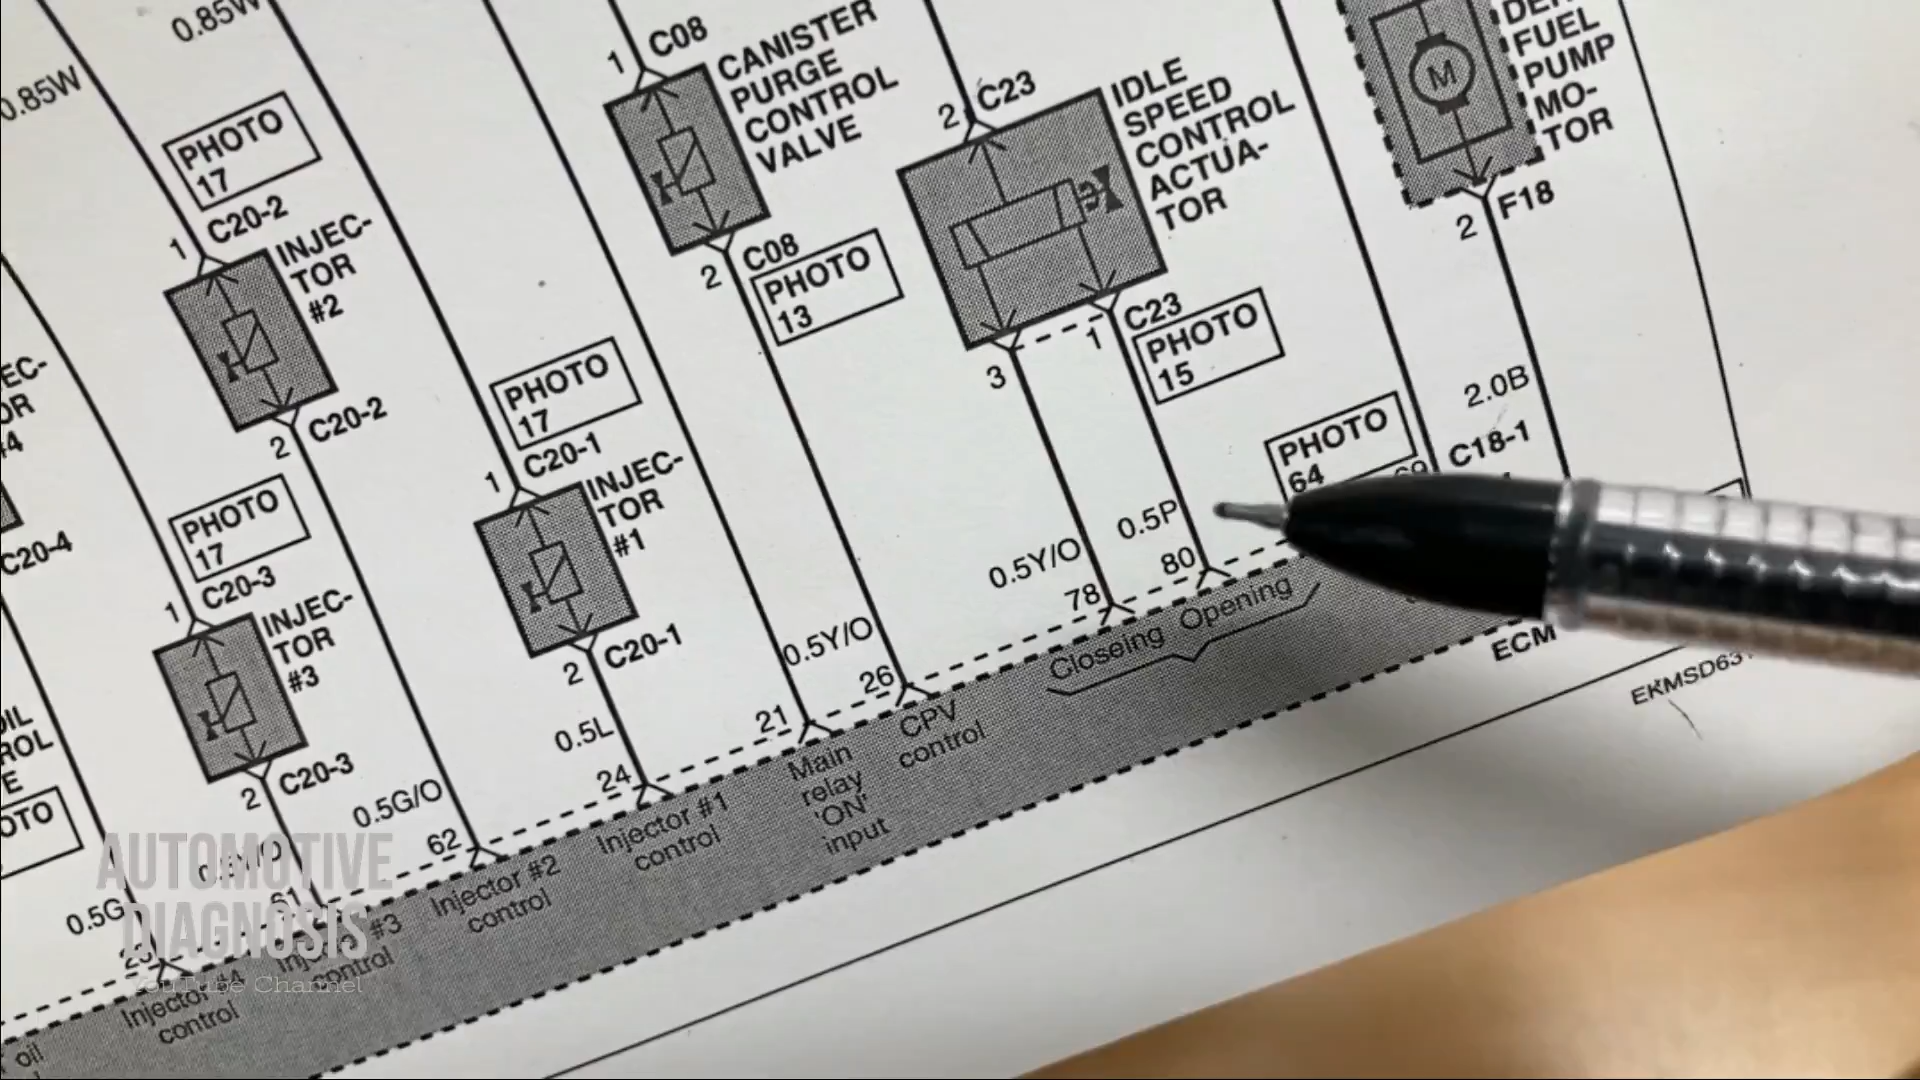 0.85W
0.85W
PHOTO
17
C20-2
1
INJEC-
TOR
#2
2
C20-2
PHOTO
17
C20-3
1
INJEC-
TOR
#3
2
C20-3
C20-4
PHOTO
17
C20-1
1
INJEC-
TOR
#1
2
C20-1
1
C08
CANISTER
PURGE
CONTROL
VALVE
2
C08
PHOTO
13
2
C23
IDLE
SPEED
CONTROL
ACTUA-
TOR
3
1
C23
PHOTO
15
M
FUEL
PUMP
MO-
TOR
2
F18
2.0B
C18-1
PHOTO
64
0.5G
0.5G/O
0.5L
0.5Y/O
0.5Y/O
0.5P
61
62
24
21
26
78
80
Injector #4
control
control
Injector #2
control
Injector #1
control
Main
relay
'ON'
input
CPV
control
Closeing
Opening
ECM
oil
AUTOMOTIVE
DIAGNOSIS
YouTube Channel